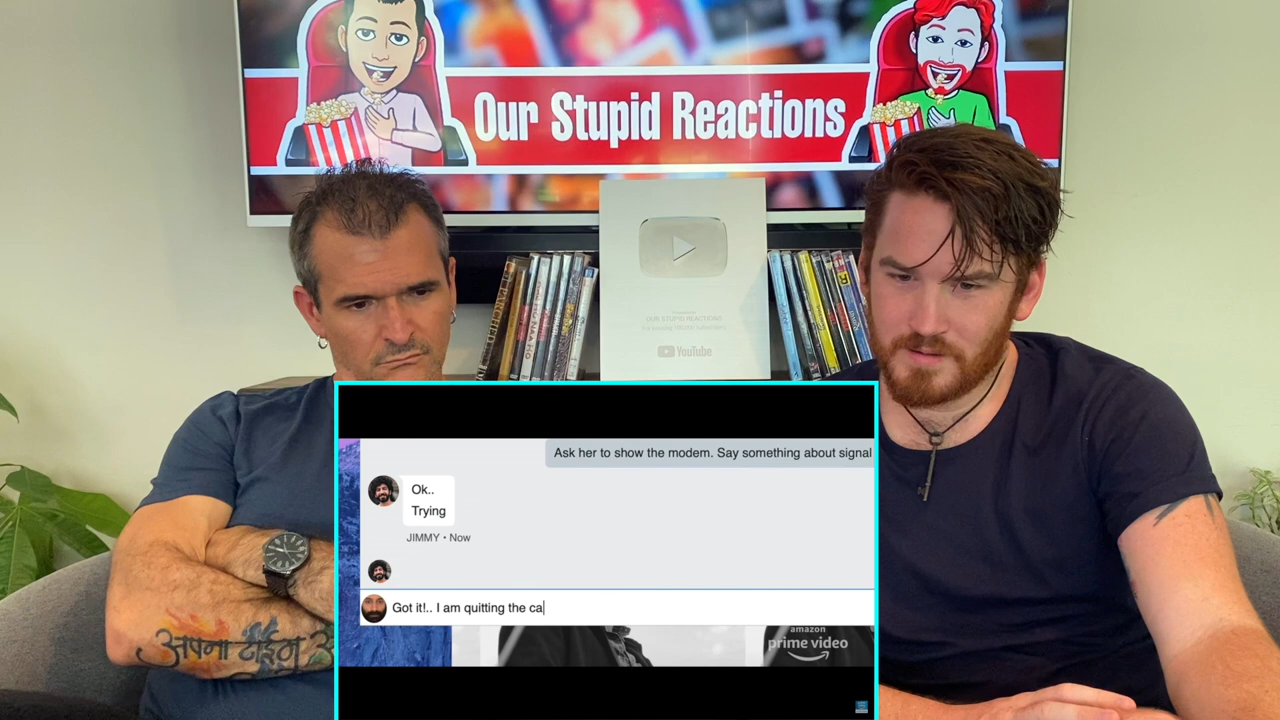 Our Stupid Reactions
OUR STUPID REACTIONS
YouTube
अपना टाईम
Ask her to show the modem. Say something about signal
Ok..
Trying
JIMMY • Now
Got it!.. I am quitting the ca
amazon
prime video